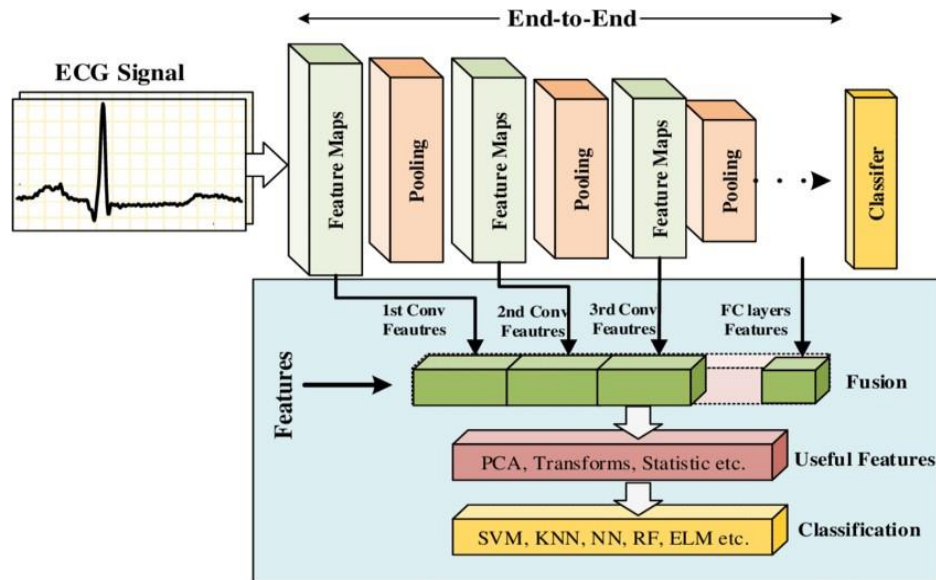 End-to-End
ECG Signal
Feature Maps
Pooling
Feature Maps
Pooling
Feature Maps
Pooling
Classifer
1st Conv
Feautres
2nd Conv
Feautres
3rd Conv
Feautres
FC layers
Features
Features
Fusion
PCA, Transforms, Statistic etc.
Useful Features
SVM, KNN, NN, RF, ELM etc.
Classification